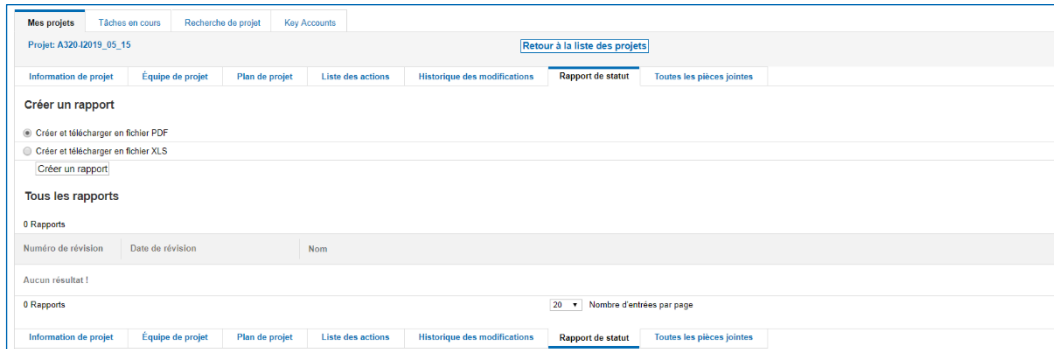 Mes projets Tâches en cours Recherche de projet Key Accounts
Projet: A320-I2019_05_15 Retour à la liste des projets
Information de projet Équipe de projet Plan de projet Liste des actions Historique des modifications Rapport de statut Toutes les pièces jointes
Créer un rapport
Créer et télécharger en fichier PDF
Créer et télécharger en fichier XLS
Créer un rapport
Tous les rapports
0 Rapports
Numéro de révision Date de révision Nom
Aucun résultat !
0 Rapports 20 Nombre d'entrées par page
Information de projet Équipe de projet Plan de projet Liste des actions Historique des modifications Rapport de statut Toutes les pièces jointes